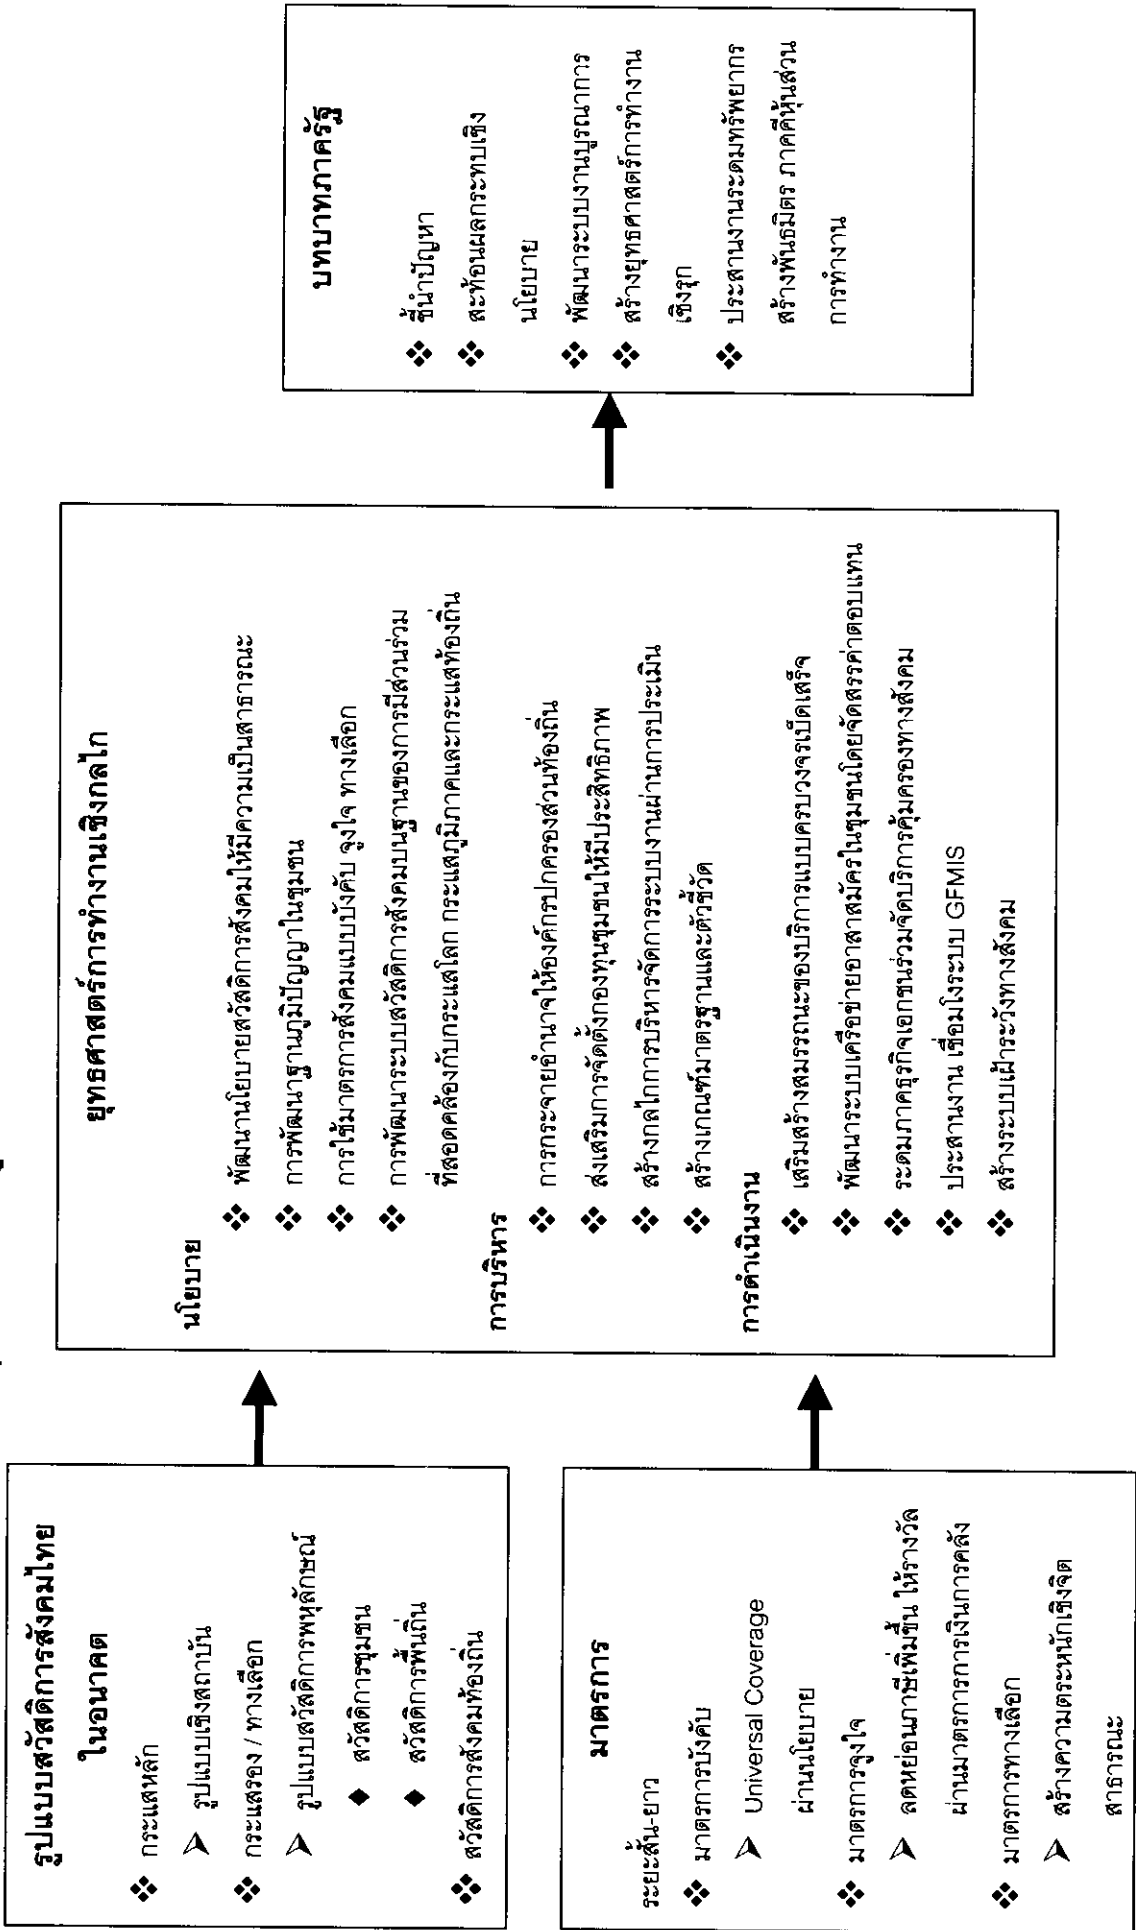 รูปแบบสวัสดิการสังคมไทย
ในอนาคต
❖ กระแสหลัก
➢ รูปแบบเชิงสถาบัน
❖ กระแสรอง / ทางเลือก
➢ รูปแบบสวัสดิการพหุลักษณ์
◆ สวัสดิการชุมชน
◆ สวัสดิการพื้นถิ่น
❖ สวัสดิการสังคมท้องถิ่น
มาตรการ
ระยะสั้น-ยาว
❖ มาตรการบังคับ
➢ Universal Coverage
ผ่านนโยบาย
❖ มาตรการจูงใจ
➢ ลดหย่อนภาษีเพิ่มขึ้น ให้รางวัล
ผ่านมาตรการการเงินการคลัง
❖ มาตรการทางเลือก
➢ สร้างความตระหนักเชิงจิต
สาธารณะ
ยุทธศาสตร์การทำงานเชิงกลไก
นโยบาย
❖ พัฒนานโยบายสวัสดิการสังคมให้มีความเป็นสาธารณะ
❖ การพัฒนาฐานภูมิปัญญาในชุมชน
❖ การใช้มาตรการสังคมแบบบังคับ จูงใจ ทางเลือก
❖ การพัฒนาระบบสวัสดิการสังคมบนฐานของการมีส่วนร่วม
ที่สอดคล้องกับกระแสโลก กระแสภูมิภาคและกระแสท้องถิ่น
การบริหาร
❖ การกระจายอำนาจให้องค์กรปกครองส่วนท้องถิ่น
❖ ส่งเสริมการจัดตั้งกองทุนชุมชนให้มีประสิทธิภาพ
❖ สร้างกลไกการบริหารจัดการระบบงานผ่านการประเมิน
❖ สร้างเกณฑ์มาตรฐานและตัวชี้วัด
การดำเนินงาน
❖ เสริมสร้างสมรรถนะของบริการแบบครบวงจรเบ็ดเสร็จ
❖ พัฒนาระบบเครือข่ายอาสาสมัครในชุมชนโดยจัดสรรค่าตอบแทน
❖ ระดมภาคธุรกิจเอกชนร่วมจัดบริการคุ้มครองทางสังคม
❖ ประสานงาน เชื่อมโงระบบ GFMIS
❖ สร้างระบบเฝ้าระวังทางสังคม
บทบาทภาครัฐ
❖ ชี้นำปัญหา
❖ สะท้อนผลกระทบเชิง
นโยบาย
❖ พัฒนาระบบงานบูรณาการ
❖ สร้างยุทธศาสตร์การทำงาน
เชิงรุก
❖ ประสานงานระดมทรัพยากร
สร้างพันธมิตร ภาคีหุ้นส่วน
การทำงาน